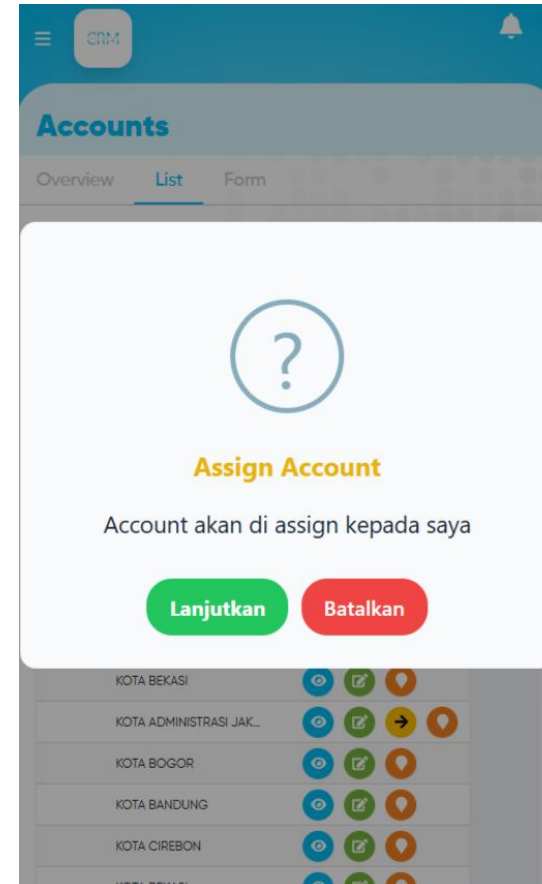 CRM
Accounts
Overview List Form
?
Assign Account
Account akan di assign kepada saya
Lanjutkan Batalkan
KOTA BEKASI
KOTA ADMINISTRASI JAK...
KOTA BOGOR
KOTA BANDUNG
KOTA CIREBON